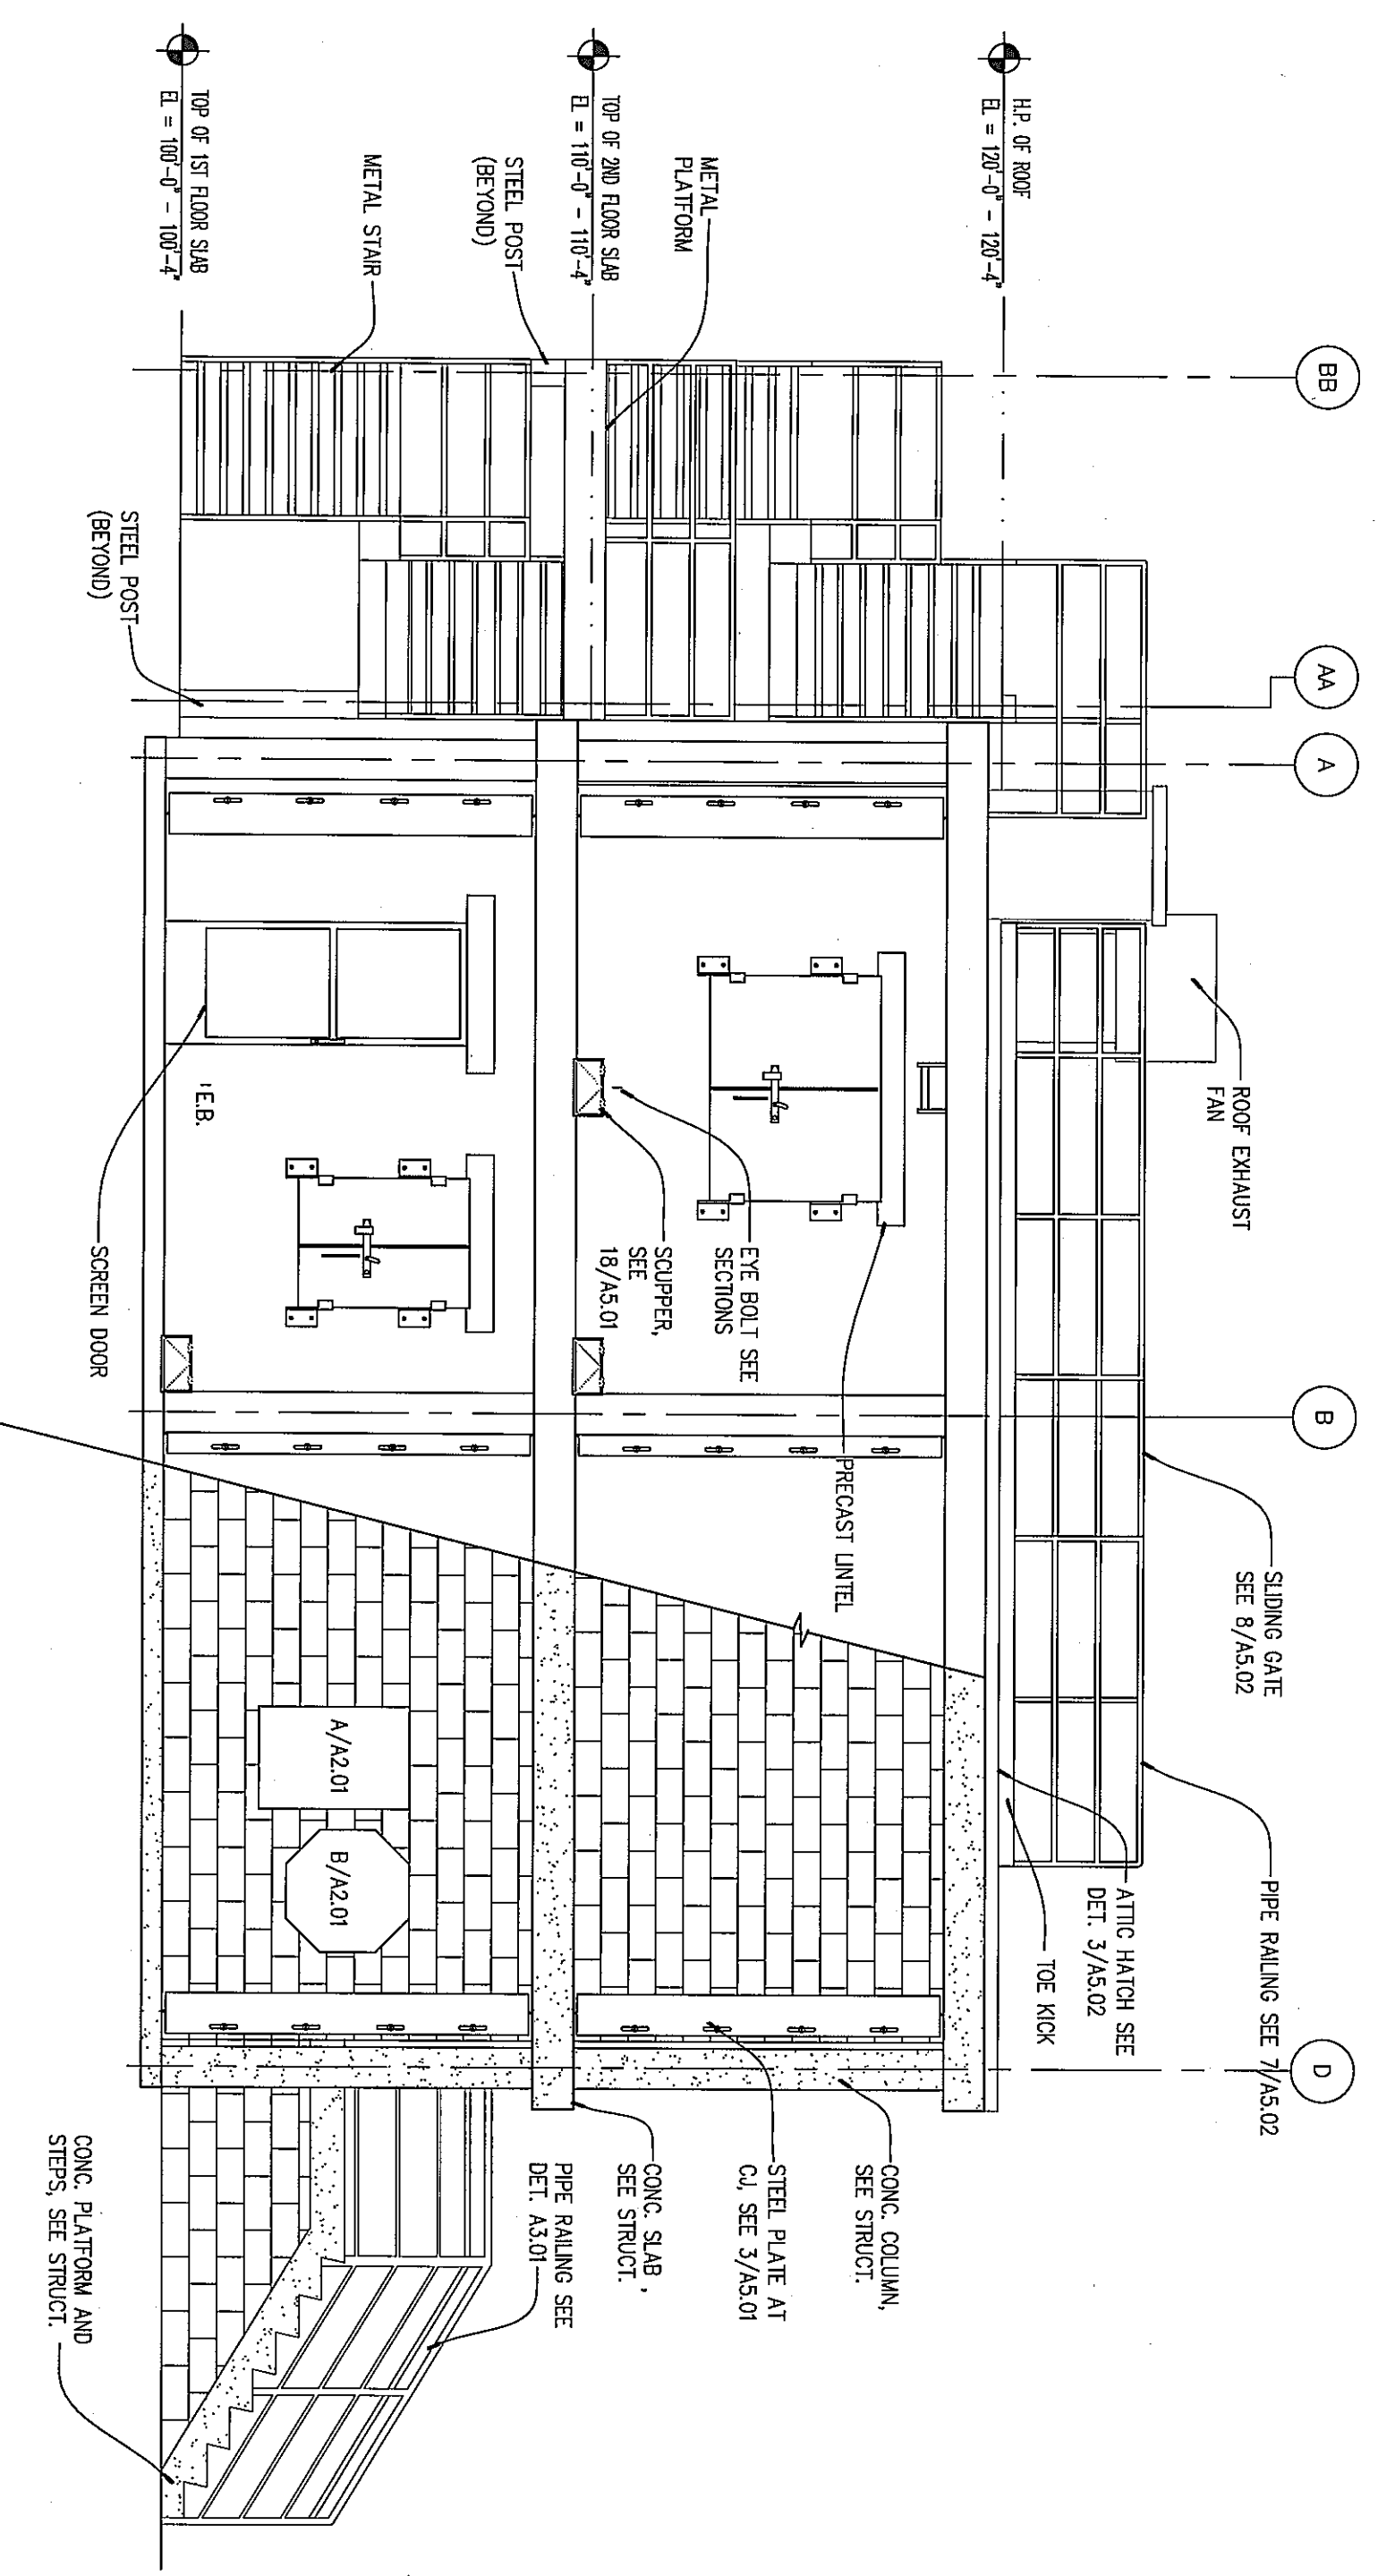 BB
AA
A
B
D
H.P. OF ROOF
EL = 120'-0" - 120'-4"
TOP OF 2ND FLOOR SLAB
EL = 110'-0" - 110'-4"
TOP OF 1ST FLOOR SLAB
EL = 100'-0" - 100'-4"
METAL
PLATFORM
STEEL POST
(BEYOND)
METAL STAIR
STEEL POST
(BEYOND)
ROOF EXHAUST
FAN
SLIDING GATE
SEE 8/A5.02
PIPE RAILING SEE 7/A5.02
ATTIC HATCH SEE
DET. 3/A5.02
TOE KICK
PRECAST LINTEL
EYE BOLT SEE
SECTIONS
SCUPPER,
SEE
18/A5.01
E.B.
SCREEN DOOR
A/A2.01
B/A2.01
CONC. COLUMN,
SEE STRUCT.
STEEL PLATE AT
CJ, SEE 3/A5.01
CONC. SLAB ,
SEE STRUCT.
PIPE RAILING SEE
DET. A3.01
CONC. PLATFORM AND
STEPS, SEE STRUCT.